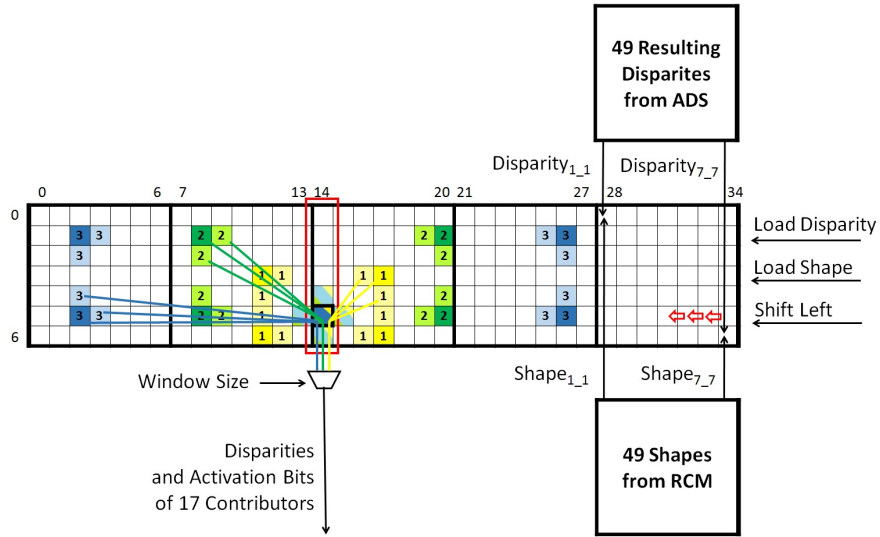 49 Resulting
Disparites
from ADS
Disparity1_1
Disparity7_7
0 6 7 13 14 20 21 27 28 34
0
3 3 2 2 2 2 3 3
3 2 2 3
1 1 1 1
3 2 1 1 2 3
3 3 2 2 1 1 2 2 3 3
6
1 1 1 1
Load Disparity
Load Shape
Shift Left
Window Size
Shape1_1
Shape7_7
Disparities
and Activation Bits
of 17 Contributors
49 Shapes
from RCM